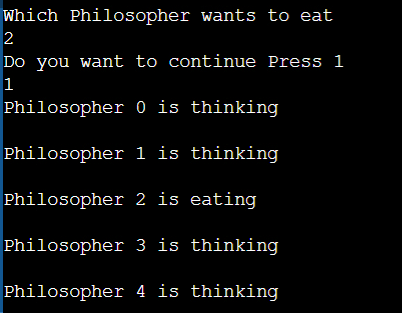 Which Philosopher wants to eat
2
Do you want to continue Press 1
1
Philosopher 0 is thinking
Philosopher 1 is thinking
Philosopher 2 is eating
Philosopher 3 is thinking
Philosopher 4 is thinking